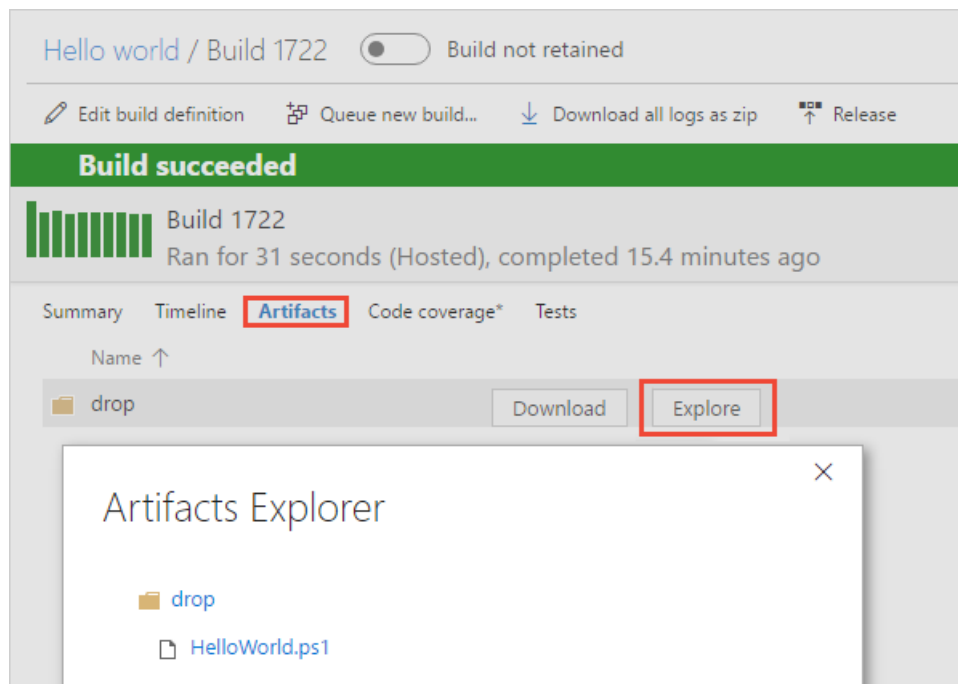 Hello world / Build 1722 Build not retained
Edit build definition Queue new build... Download all logs as zip Release
Build succeeded
Build 1722
Ran for 31 seconds (Hosted), completed 15.4 minutes ago
Summary Timeline Artifacts Code coverage* Tests
Name ↑
drop Download Explore
Artifacts Explorer
drop
HelloWorld.ps1